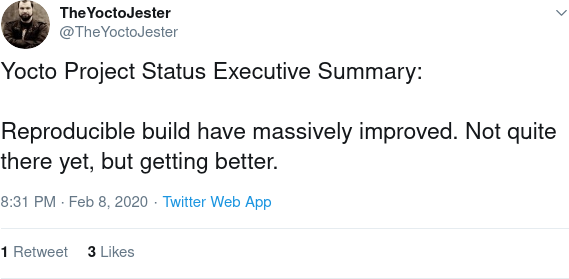 TheYoctoJester
@TheYoctoJester
Yocto Project Status Executive Summary:
Reproducible build have massively improved. Not quite
there yet, but getting better.
8:31 PM · Feb 8, 2020 · Twitter Web App
1 Retweet 3 Likes